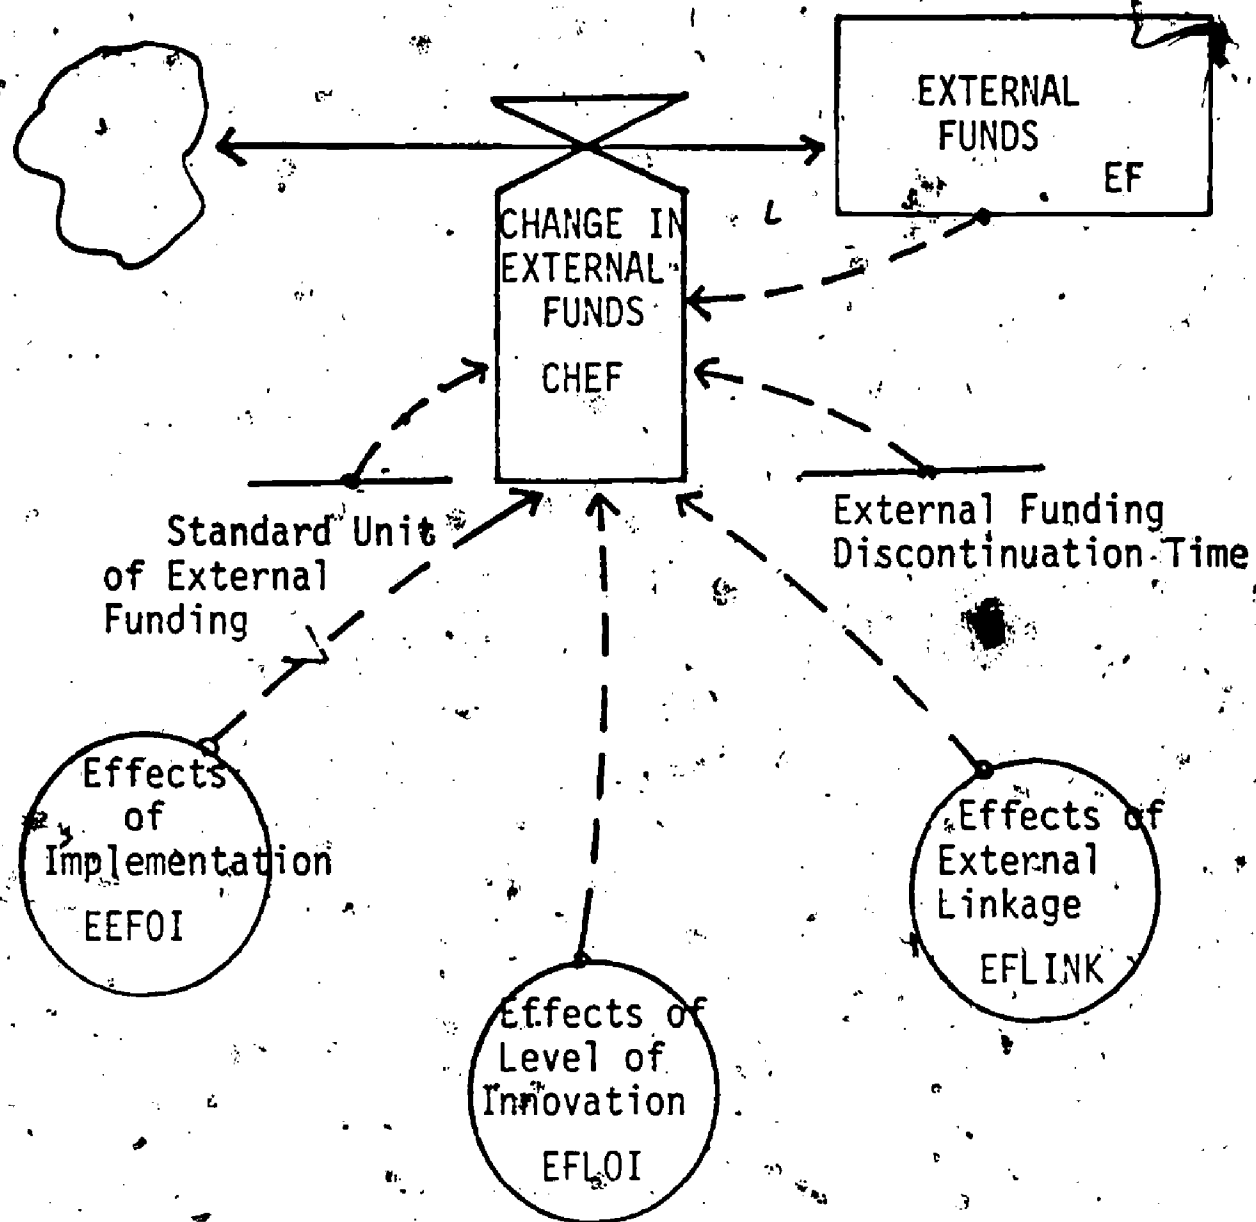 EXTERNAL
FUNDS
EF
CHANGE IN
EXTERNAL
FUNDS
CHEF
Standard Unit
of External
Funding
External Funding
Discontinuation Time
Effects
of
Implementation
EEFOI
Effects of
External
Linkage
EFLINK
Effects of
Level of
Innovation
EFLOI